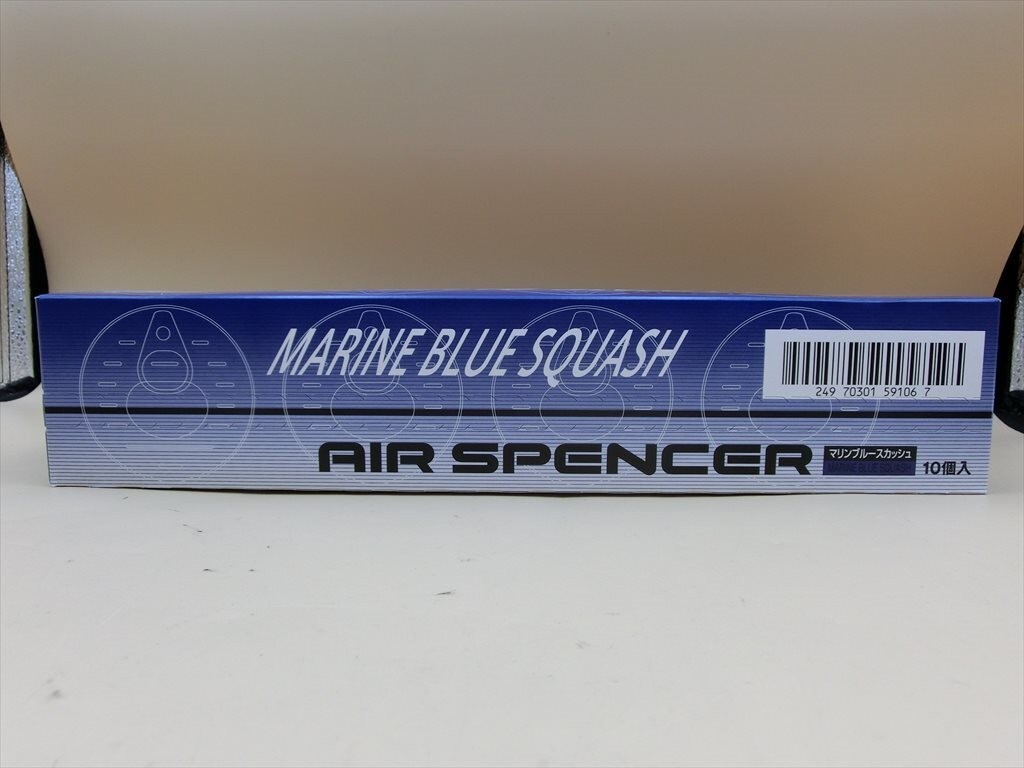 MARINE BLUE SQUASH
249 70301 59106 7
AIR SPENCER
マリンブルースカッシュ
MARINE BLUE SQUASH
10個入